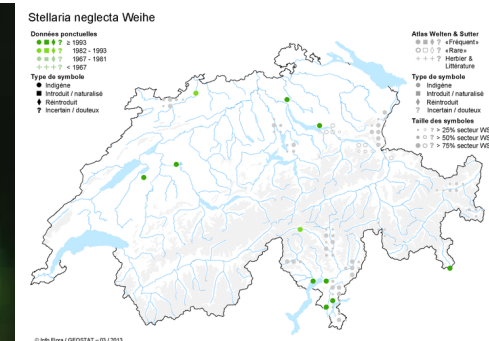 Stellaria neglecta Weihe
Données ponctuelles
≥ 1993
1982 - 1993
1967 - 1981
< 1967
Type de symbole
Indigène
Introduit / naturalisé
Réintroduit
? Incertain / douteux
Atlas Welten & Sutter
«Fréquent»
«Rare»
Herbier &
Littérature
Type de symbole
Indigène
Introduit / naturalisé
Réintroduit
? Incertain / douteux
Taille des symboles
> 25% secteur WS
> 50% secteur WS
> 75% secteur WS
© Info Flora / GEOSTAT – 03 / 2013